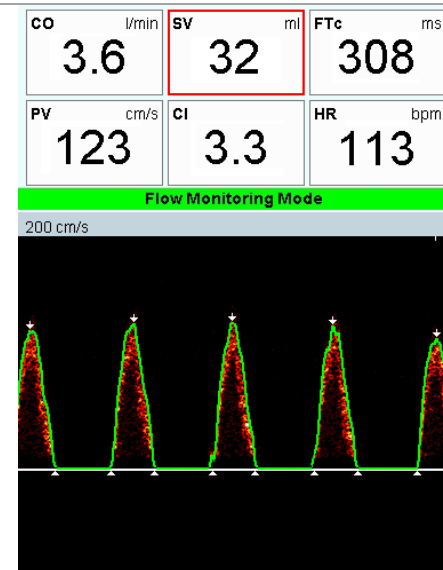 CO l/min SV ml FTc ms
3.6 32 308
PV cm/s CI HR bpm
123 3.3 113
Flow Monitoring Mode
200 cm/s